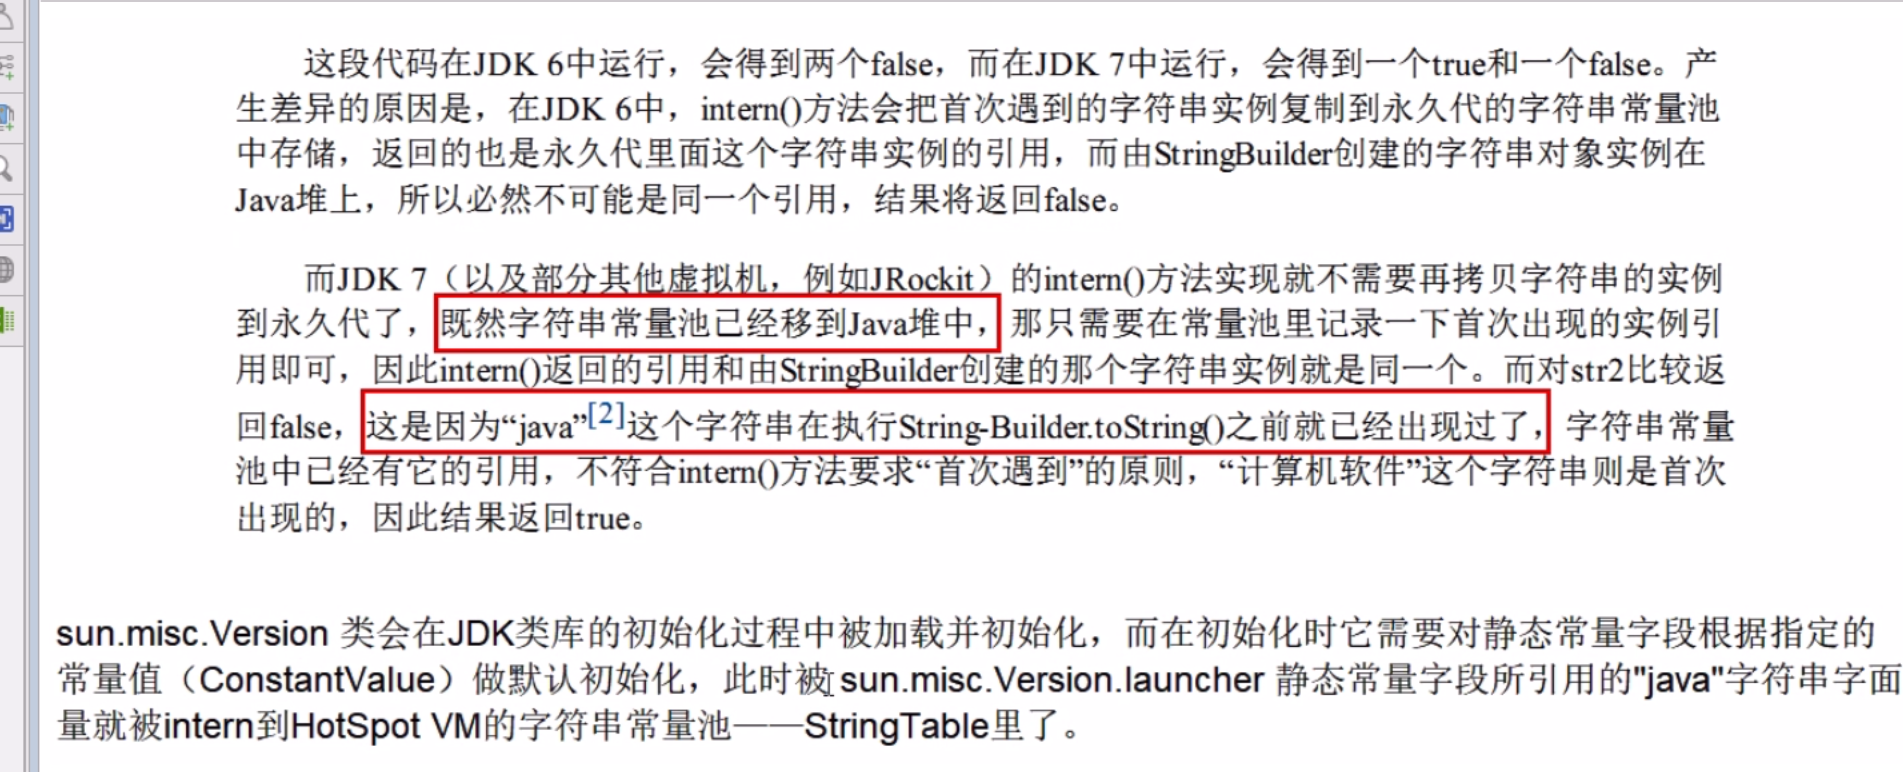 这段代码在JDK 6中运行，会得到两个false，而在JDK 7中运行，会得到一个true和一个false。产
生差异的原因是，在JDK 6中，intern()方法会把首次遇到的字符串实例复制到永久代的字符串常量池
中存储，返回的也是永久代里面这个字符串实例的引用，而由StringBuilder创建的字符串对象实例在
Java堆上，所以必然不可能是同一个引用，结果将返回false。
而JDK 7（以及部分其他虚拟机，例如JRockit）的intern()方法实现就不需要再拷贝字符串的实例
到永久代了，既然字符串常量池已经移到Java堆中，那只需要在常量池里记录一下首次出现的实例引
用即可，因此intern()返回的引用和由StringBuilder创建的那个字符串实例就是同一个。而对str2比较返
回false，这是因为“java”[2]这个字符串在执行String-Builder.toString()之前就已经出现过了，字符串常量
池中已经有它的引用，不符合intern()方法要求“首次遇到”的原则，“计算机软件”这个字符串则是首次
出现的，因此结果返回true。
sun.misc.Version 类会在JDK类库的初始化过程中被加载并初始化，而在初始化时它需要对静态常量字段根据指定的
常量值（ConstantValue）做默认初始化，此时被 sun.misc.Version.launcher 静态常量字段所引用的"java"字符串字面
量就被intern到HotSpot VM的字符串常量池——StringTable里了。